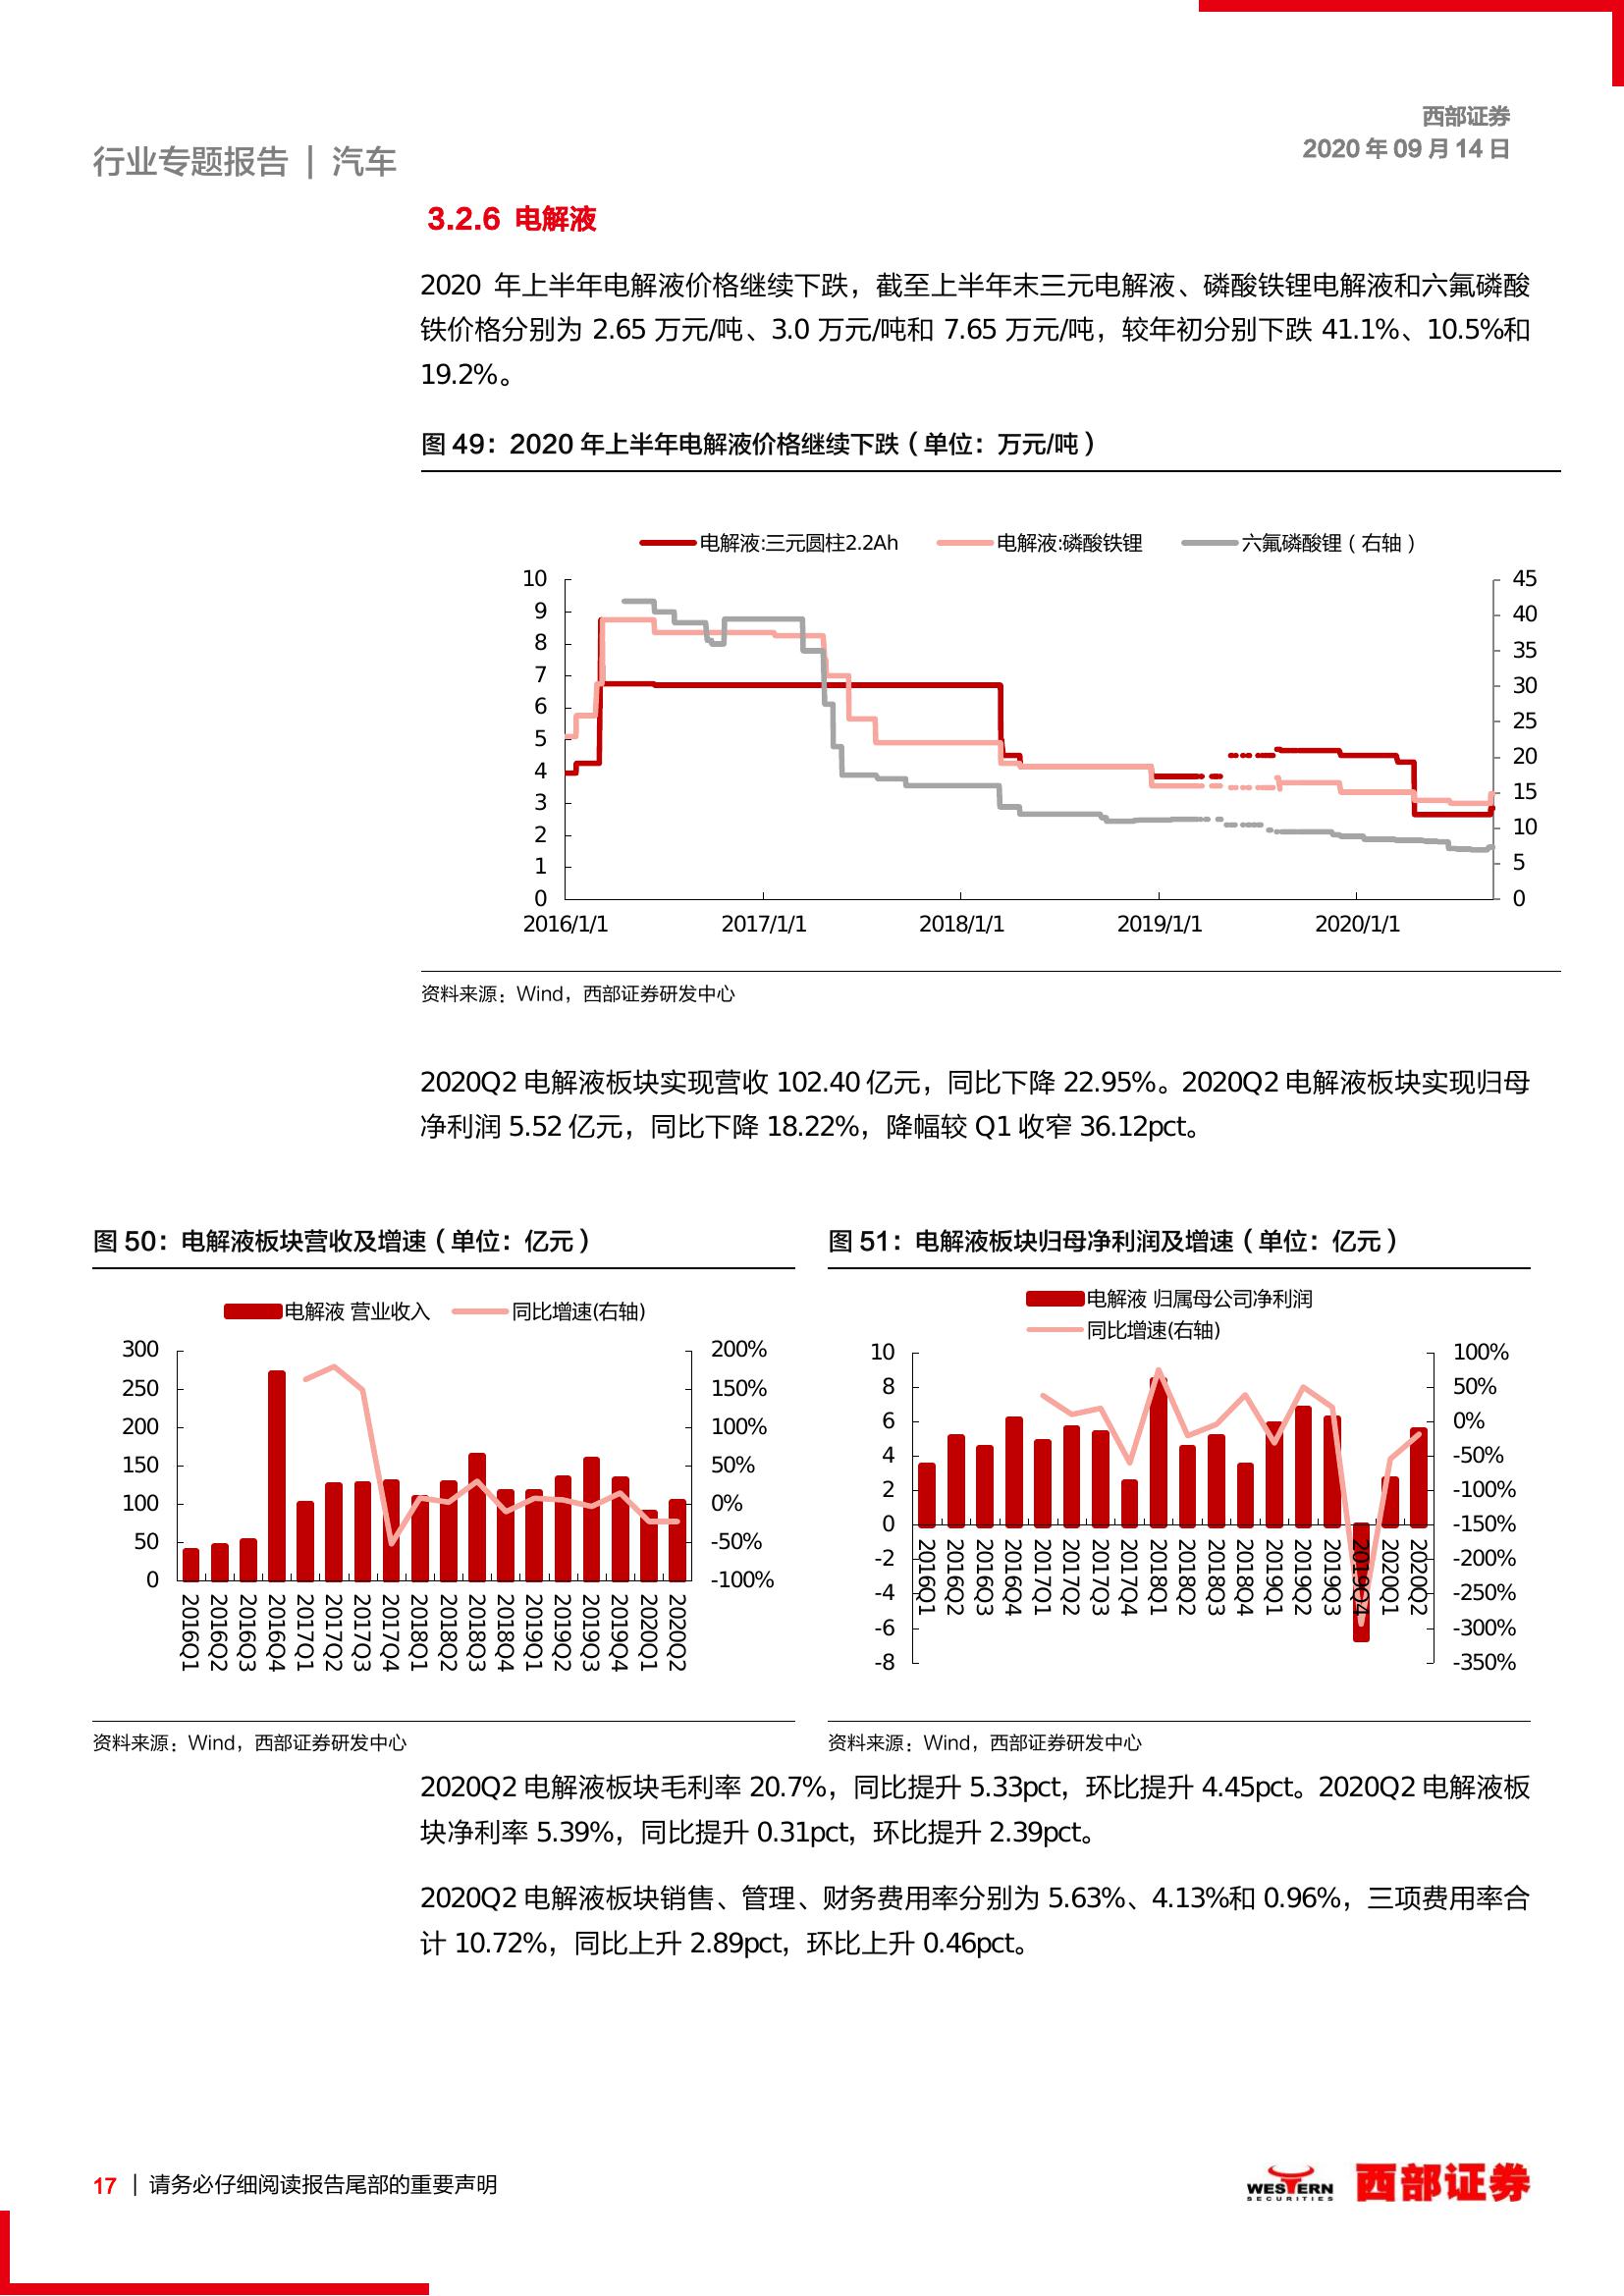 西部证券
2020 年 09 月 14 日
行业专题报告 | 汽车
3.2.6 电解液
2020 年上半年电解液价格继续下跌，截至上半年末三元电解液、磷酸铁锂电解液和六氟磷酸
铁价格分别为 2.65 万元/吨、3.0 万元/吨和 7.65 万元/吨，较年初分别下跌 41.1%、10.5%和
19.2%。
图 49：2020 年上半年电解液价格继续下跌（单位：万元/吨）
电解液:三元圆柱2.2Ah 电解液:磷酸铁锂 六氟磷酸锂（右轴）
10 45
9 40
8 35
7 30
6 25
5 20
4 15
3 10
2 5
1 0
0
2016/1/1 2017/1/1 2018/1/1 2019/1/1 2020/1/1
资料来源：Wind，西部证券研发中心
2020Q2 电解液板块实现营收 102.40 亿元，同比下降 22.95%。2020Q2 电解液板块实现归母
净利润 5.52 亿元，同比下降 18.22%，降幅较 Q1 收窄 36.12pct。
图 50：电解液板块营收及增速（单位：亿元）
电解液 营业收入 同比增速(右轴)
300 200%
250 150%
200 100%
150 50%
100 0%
50 -50%
0 -100%
2016Q1 2016Q2 2016Q3 2016Q4 2017Q1 2017Q2 2017Q3 2017Q4 2018Q1 2018Q2 2018Q3 2018Q4 2019Q1 2019Q2 2019Q3 2019Q4 2020Q1 2020Q2
资料来源：Wind，西部证券研发中心
图 51：电解液板块归母净利润及增速（单位：亿元）
电解液 归属母公司净利润
同比增速(右轴)
10 100%
8 50%
6 0%
4 -50%
2 -100%
0 -150%
-2 -200%
-4 -250%
-6 -300%
-8 -350%
2016Q1 2016Q2 2016Q3 2016Q4 2017Q1 2017Q2 2017Q3 2017Q4 2018Q1 2018Q2 2018Q3 2018Q4 2019Q1 2019Q2 2019Q3 2019Q4 2020Q1 2020Q2
资料来源：Wind，西部证券研发中心
2020Q2 电解液板块毛利率 20.7%，同比提升 5.33pct，环比提升 4.45pct。2020Q2 电解液板
块净利率 5.39%，同比提升 0.31pct，环比提升 2.39pct。
2020Q2 电解液板块销售、管理、财务费用率分别为 5.63%、4.13%和 0.96%，三项费用率合
计 10.72%，同比上升 2.89pct，环比上升 0.46pct。
17 | 请务必仔细阅读报告尾部的重要声明
WESTERN
SECURITIES
西部证券